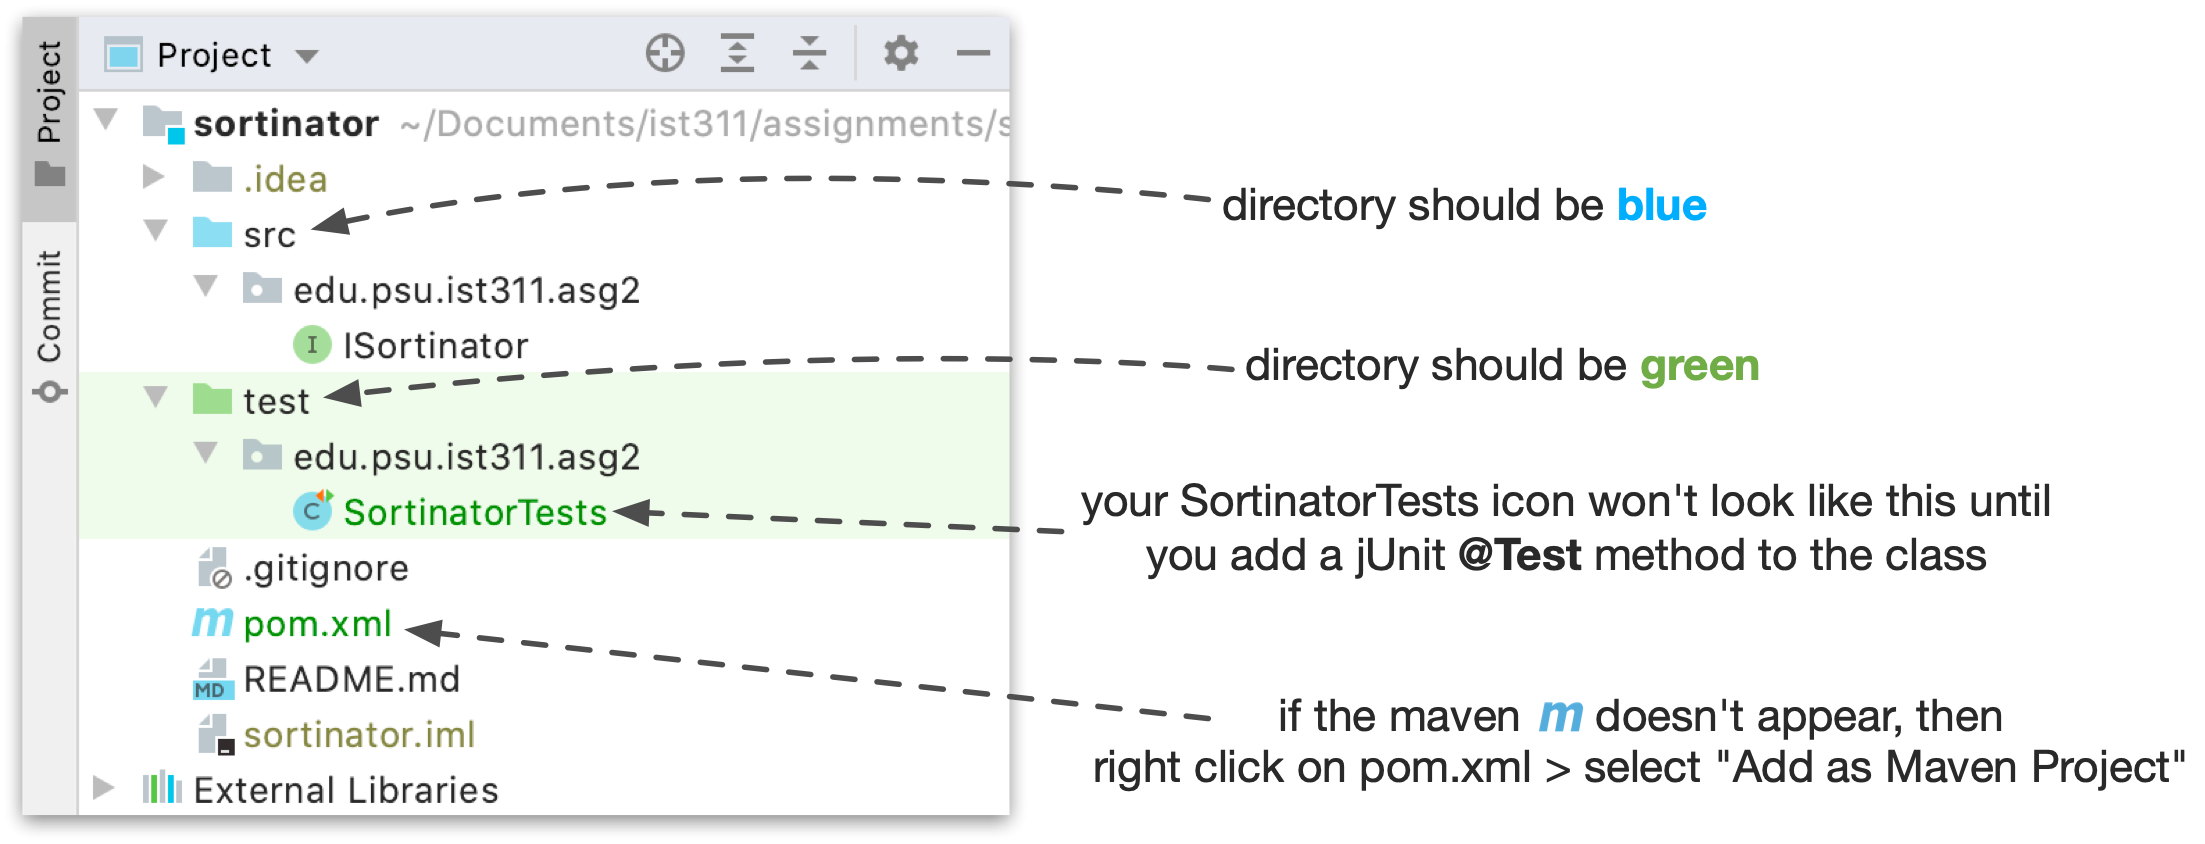 Project
Commit
Project
sortinator ~/Documents/ist311/assignments/s
.idea
src
directory should be blue
edu.psu.ist311.asg2
I ISortinator
directory should be green
test
edu.psu.ist311.asg2
C SortinatorTests
your SortinatorTests icon won't look like this until
you add a jUnit @Test method to the class
.gitignore
m pom.xml
MD README.md
if the maven m doesn't appear, then
right click on pom.xml > select "Add as Maven Project"
sortinator.iml
External Libraries